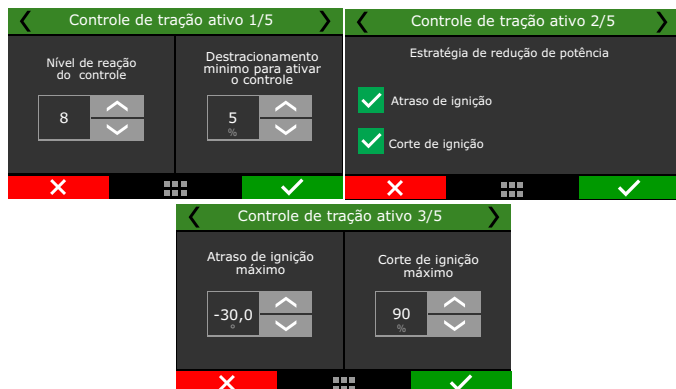 Controle de tração ativo 1/5
Nível de reação
do controle
8
Destracionamento
minimo para ativar
o controle
5
%
Controle de tração ativo 2/5
Estratégia de redução de potência
Atraso de ignição
Corte de ignição
Controle de tração ativo 3/5
Atraso de ignição
máximo
-30,0
°
Corte de ignição
máximo
90
%